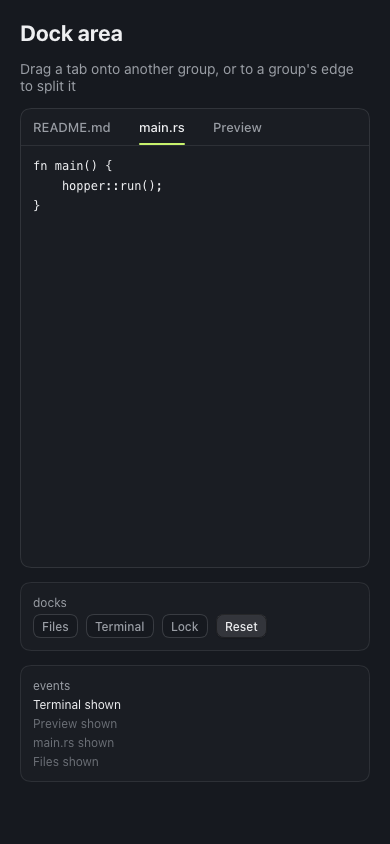 Dock area
Drag a tab onto another group, or to a group's edge
to split it
README.md main.rs Preview
fn main() {
    hopper::run();
}
docks
Files Terminal Lock Reset
events
Terminal shown
Preview shown
main.rs shown
Files shown